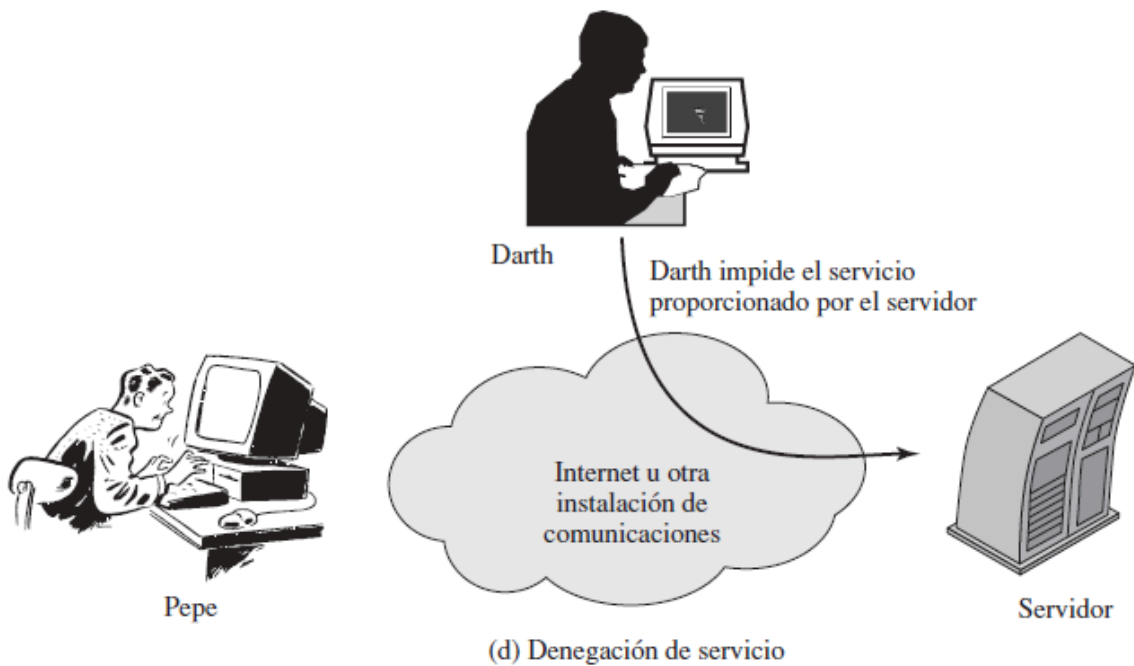 Darth
Darth impide el servicio
proporcionado por el servidor
Internet u otra
instalación de
comunicaciones
Pepe
Servidor
(d) Denegación de servicio